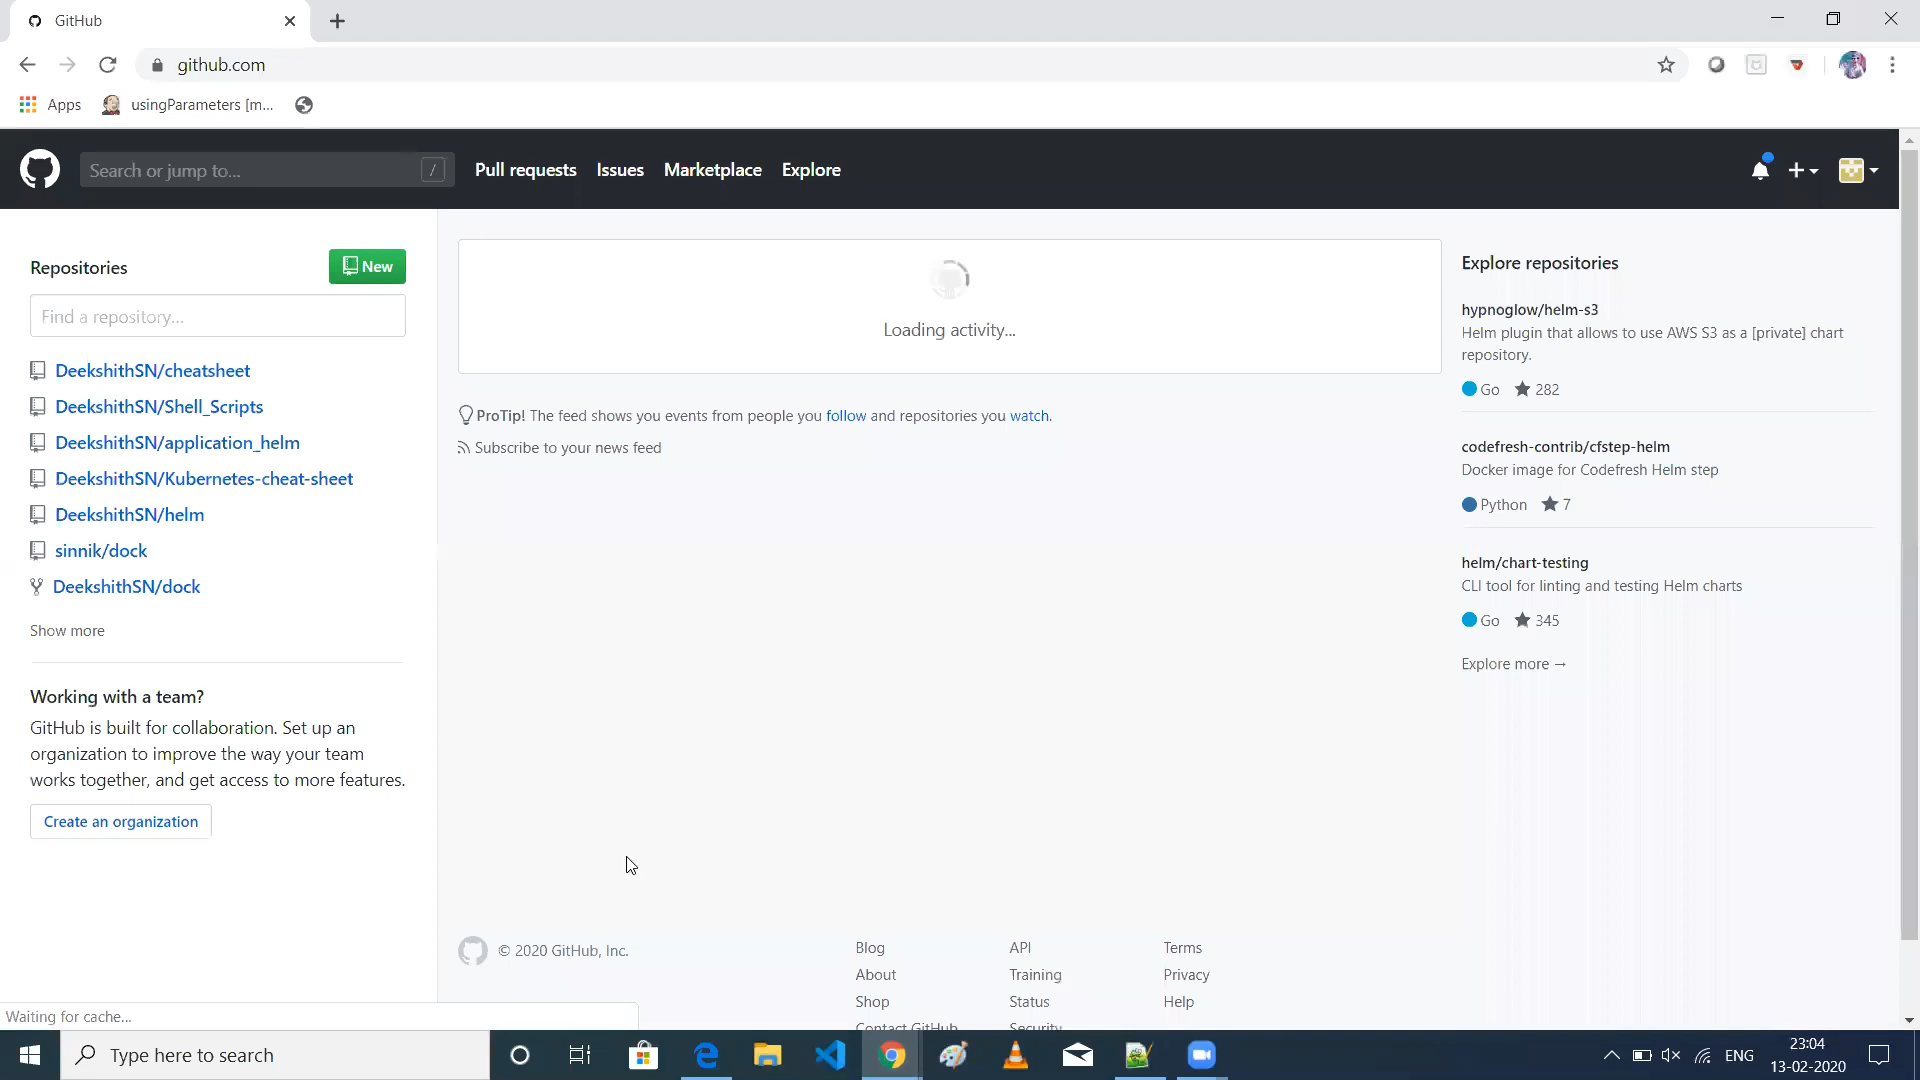 GitHub
github.com
Apps
usingParameters [m...
Search or jump to...
/
Pull requests
Issues
Marketplace
Explore
Repositories
New
Find a repository...
DeekshithSN/cheatsheet
DeekshithSN/Shell_Scripts
DeekshithSN/application_helm
DeekshithSN/Kubernetes-cheat-sheet
DeekshithSN/helm
sinnik/dock
DeekshithSN/dock
Show more
Working with a team?
GitHub is built for collaboration. Set up an
organization to improve the way your team
works together, and get access to more features.
Create an organization
Loading activity...
ProTip! The feed shows you events from people you follow and repositories you watch.
Subscribe to your news feed
Explore repositories
hypnoglow/helm-s3
Helm plugin that allows to use AWS S3 as a [private] chart
repository.
Go 282
codefresh-contrib/cfstep-helm
Docker image for Codefresh Helm step
Python 7
helm/chart-testing
CLI tool for linting and testing Helm charts
Go 345
Explore more →
© 2020 GitHub, Inc.
Blog
About
Shop
Contact GitHub
API
Training
Status
Security
Terms
Privacy
Help
Waiting for cache...
Type here to search
ENG
23:04
13-02-2020